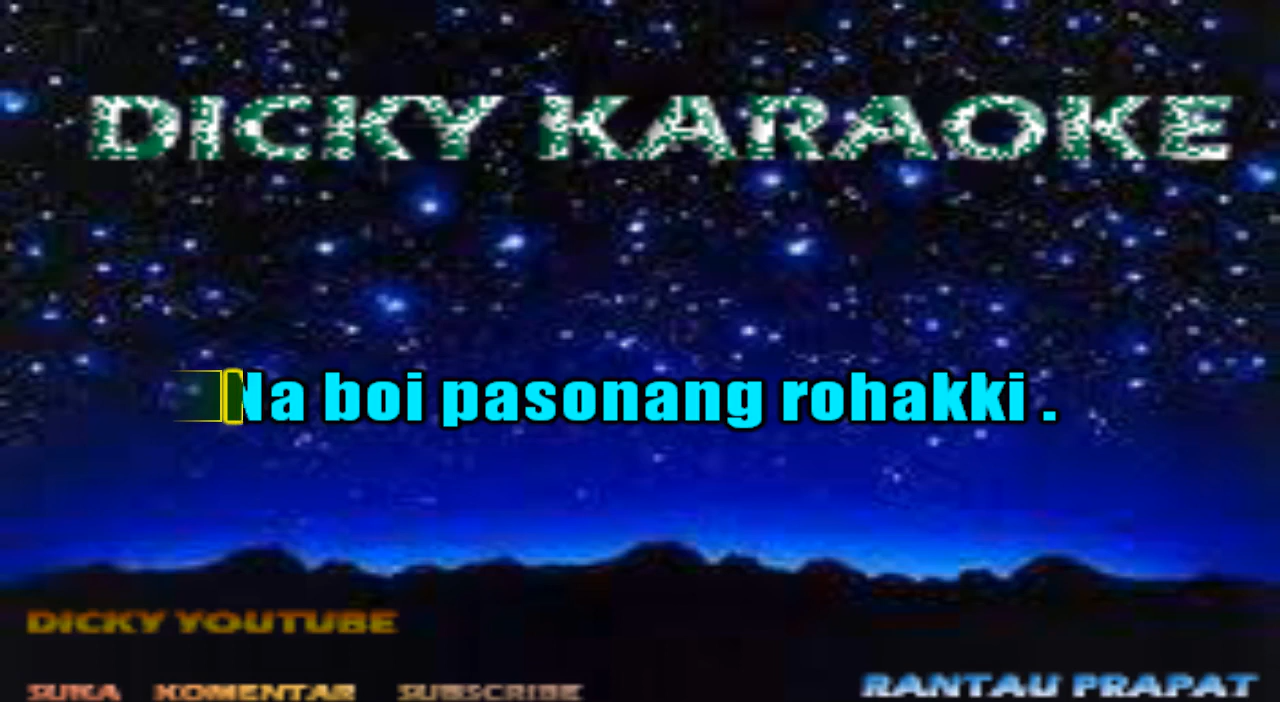 DICKY KARAOKE
Na boi pasonang rohakki .
DICKY YOUTUBE
SUKA KOMENTAR SUBSCRIBE
RANTAU PRAPAT